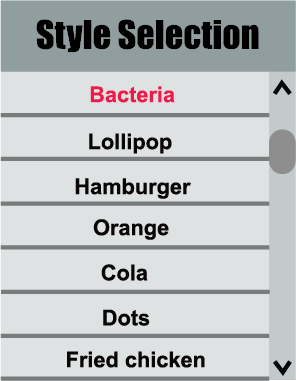 Style Selection
Bacteria
Lollipop
Hamburger
Orange
Cola
Dots
Fried chicken